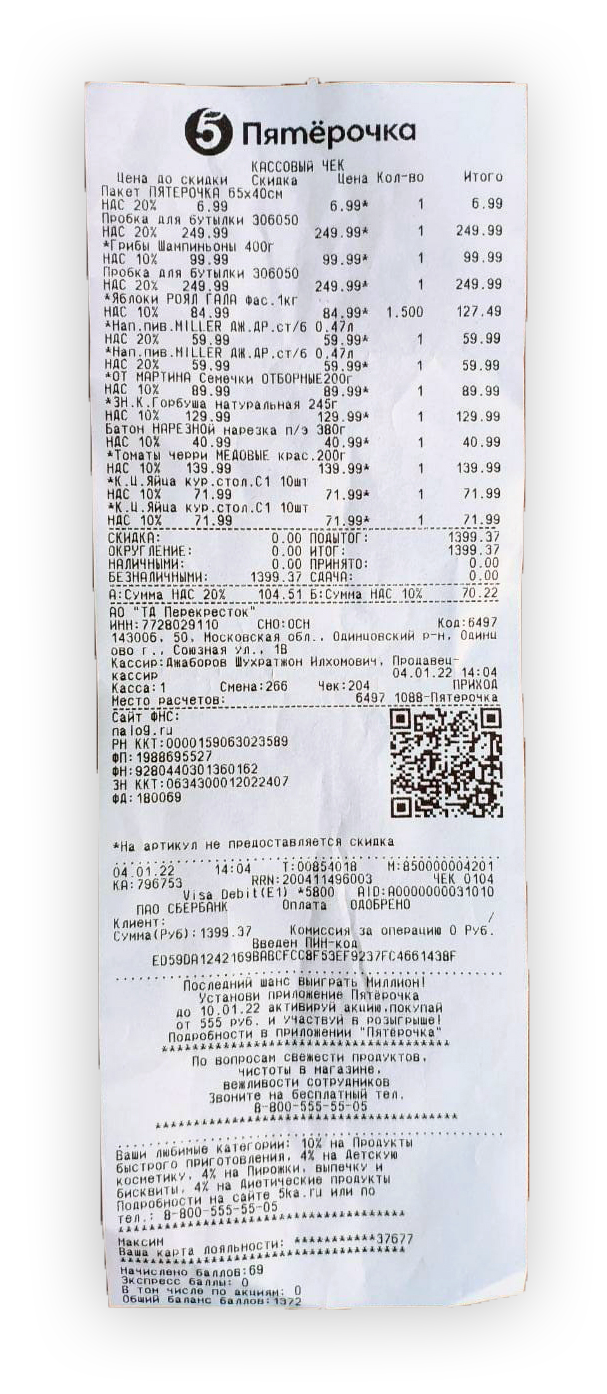 5 Пятёрочка
КАССОВЫЙ ЧЕК
Цена до скидки Скидка Цена Кол-во Итого
Пакет ПЯТЕРОЧКА 65х40см
НДС 20% 6.99 6.99* 1 6.99
Пробка для бутылки 306050
НДС 20% 249.99 249.99* 1 249.99
*Грибы Шампиньоны 400г
НДС 10% 99.99 99.99* 1 99.99
Пробка для бутылки 306050
НДС 20% 249.99 249.99* 1 249.99
*Яблоки РОЯЛ ГАЛА фас.1кг
НДС 10% 84.99 84.99* 1.500 127.49
*Нап.пив.MILLER ДЖ.ДР.ст/б 0.47л
НДС 20% 59.99 59.99* 1 59.99
*Нап.пив.MILLER ДЖ.ДР.ст/б 0.47л
НДС 20% 59.99 59.99* 1 59.99
*ОТ МАРТИНА Семечки ОТБОРНЫЕ200г
НДС 10% 89.99 89.99* 1 89.99
*ЗН.К.Горбуша натуральная 245г
НДС 10% 129.99 129.99* 1 129.99
Батон НАРЕЗНОЙ нарезка п/э 380г
НДС 10% 40.99 40.99* 1 40.99
*Томаты черри МЕДОВЫЕ крас.200г
НДС 10% 139.99 139.99* 1 139.99
*К.Ц.Яйца кур.стол.С1 10шт
НДС 10% 71.99 71.99* 1 71.99
*К.Ц.Яйца кур.стол.С1 10шт
НДС 10% 71.99 71.99* 1 71.99
СКИДКА: 0.00 ПОДЫТОГ: 1399.37
ОКРУГЛЕНИЕ: 0.00 ИТОГ: 1399.37
НАЛИЧНЫМИ: 0.00 ПРИНЯТО: 0.00
БЕЗНАЛИЧНЫМИ: 1399.37 СДАЧА: 0.00
А:Сумма НДС 20% 104.51 Б:Сумма НДС 10% 70.22
АО "ТД Перекресток"
ИНН:7728029110 СНО:ОСН Код:6497
143006, 50, Московская обл., Одинцовский р-н, Одинц
ово г., Союзная ул., 1В
Кассир:Джаборов Шухратжон Илхомович, Продавец-
кассир 04.01.22 14:04
Касса:1 Смена:266 Чек:204 ПРИХОД
Место расчетов: 6497 1088-Пятерочка
Сайт ФНС:
nalog.ru
РН ККТ:0000159063023589
ФП:1988695527
ФН:9280440301360162
ЗН ККТ:0634300012022407
ФД:180069
*На артикул не предоставляется скидка
04.01.22 14:04 Т:00854018 М:850000004201
КА:796753 RRN:200411496003 ЧЕК 0104
Visa Debit(E1) *5800 AID:A0000000031010
ПАО СБЕРБАНК Оплата ОДОБРЕНО
Клиент: /
Сумма(Руб):1399.37 Комиссия за операцию 0 Руб.
Введен ПИН-код
ED59DA1242169BABCFCC8F53EF9237FC4661438F
Последний шанс выиграть Миллион!
Установи приложение Пятёрочка
до 10.01.22 активируй акцию,покупай
от 555 руб. и участвуй в розыгрыше!
Подробности в приложении "Пятёрочка"
***************************************
По вопросам свежести продуктов,
чистоты в магазине,
вежливости сотрудников
Звоните на бесплатный тел.
8-800-555-55-05
***************************************
Ваши любимые категории: 10% на Продукты
быстрого приготовления, 4% на Детскую
косметику, 4% на Пирожки, выпечку и
бисквиты, 4% на Диетические продукты
Подробности на сайте 5ka.ru или по
тел.: 8-800-555-55-05
***************************************
Максим
Ваша карта лояльности: ***********37677
***************************************
Начислено баллов:69
Экспресс баллы: 0
В том числе по акциям: 0
Общий баланс баллов:1372